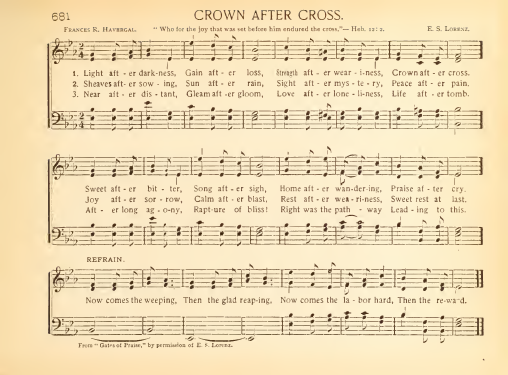 681
CROWN AFTER CROSS.
FRANCES R. HAVERGAL. "Who for the joy that was set before him endured the cross,"—Heb. 12: 2. E. S. LORENZ.
1. Light aft - er dark-ness, Gain aft - er loss, Strength aft - er wear - i-ness, Crown aft - er cross.
2. Sheaves aft - er sow - ing, Sun aft - er rain, Sight aft - er mys - te - ry, Peace aft - er pain.
3. Near aft - er dis - tant, Gleam aft - er gloom, Love aft - er lone - li-ness, Life aft - er tomb.
Sweet aft - er bit - ter, Song aft - er sigh, Home aft - er wan-der-ing, Praise af - ter cry.
Joy aft - er sor - row, Calm aft - er blast, Rest aft - er wea-ri-ness, Sweet rest at last.
Aft - er long ag - o-ny, Rapt-ure of bliss! Right was the path - way Lead - ing to this.
REFRAIN.
Now comes the weeping, Then the glad reap-ing, Now comes the la - bor hard, Then the re-ward.
From "Gates of Praise," by permission of E. S. LORENZ.